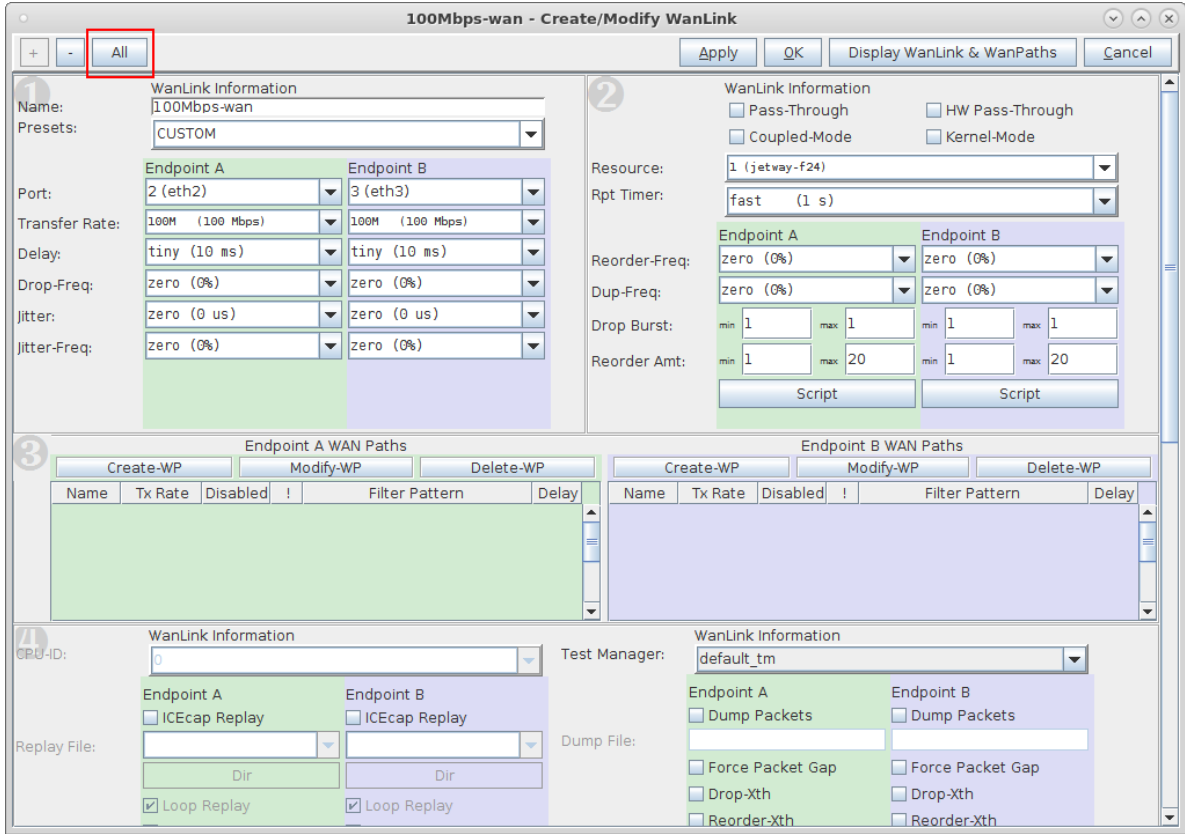 100Mbps-wan - Create/Modify WanLink
+ - All Apply OK Display WanLink & WanPaths Cancel
1 WanLink Information
Name: 100Mbps-wan
Presets: CUSTOM
Endpoint A Endpoint B
Port: 2 (eth2) 3 (eth3)
Transfer Rate: 100M (100 Mbps) 100M (100 Mbps)
Delay: tiny (10 ms) tiny (10 ms)
Drop-Freq: zero (0%) zero (0%)
Jitter: zero (0 us) zero (0 us)
Jitter-Freq: zero (0%) zero (0%)
2 WanLink Information
Pass-Through HW Pass-Through
Coupled-Mode Kernel-Mode
Resource: 1 (jetway-f24)
Rpt Timer: fast (1 s)
Endpoint A Endpoint B
Reorder-Freq: zero (0%) zero (0%)
Dup-Freq: zero (0%) zero (0%)
Drop Burst: min 1 max 1 min 1 max 1
Reorder Amt: min 1 max 20 min 1 max 20
Script Script
3 Endpoint A WAN Paths
Create-WP Modify-WP Delete-WP
Name Tx Rate Disabled ! Filter Pattern Delay
Endpoint B WAN Paths
Create-WP Modify-WP Delete-WP
Name Tx Rate Disabled ! Filter Pattern Delay
4 WanLink Information
CPU-ID: 0
Endpoint A Endpoint B
ICEcap Replay ICEcap Replay
Replay File:
Dir Dir
Loop Replay Loop Replay
WanLink Information
Test Manager: default_tm
Endpoint A Endpoint B
Dump Packets Dump Packets
Dump File:
Force Packet Gap Force Packet Gap
Drop-Xth Drop-Xth
Reorder-Xth Reorder-Xth